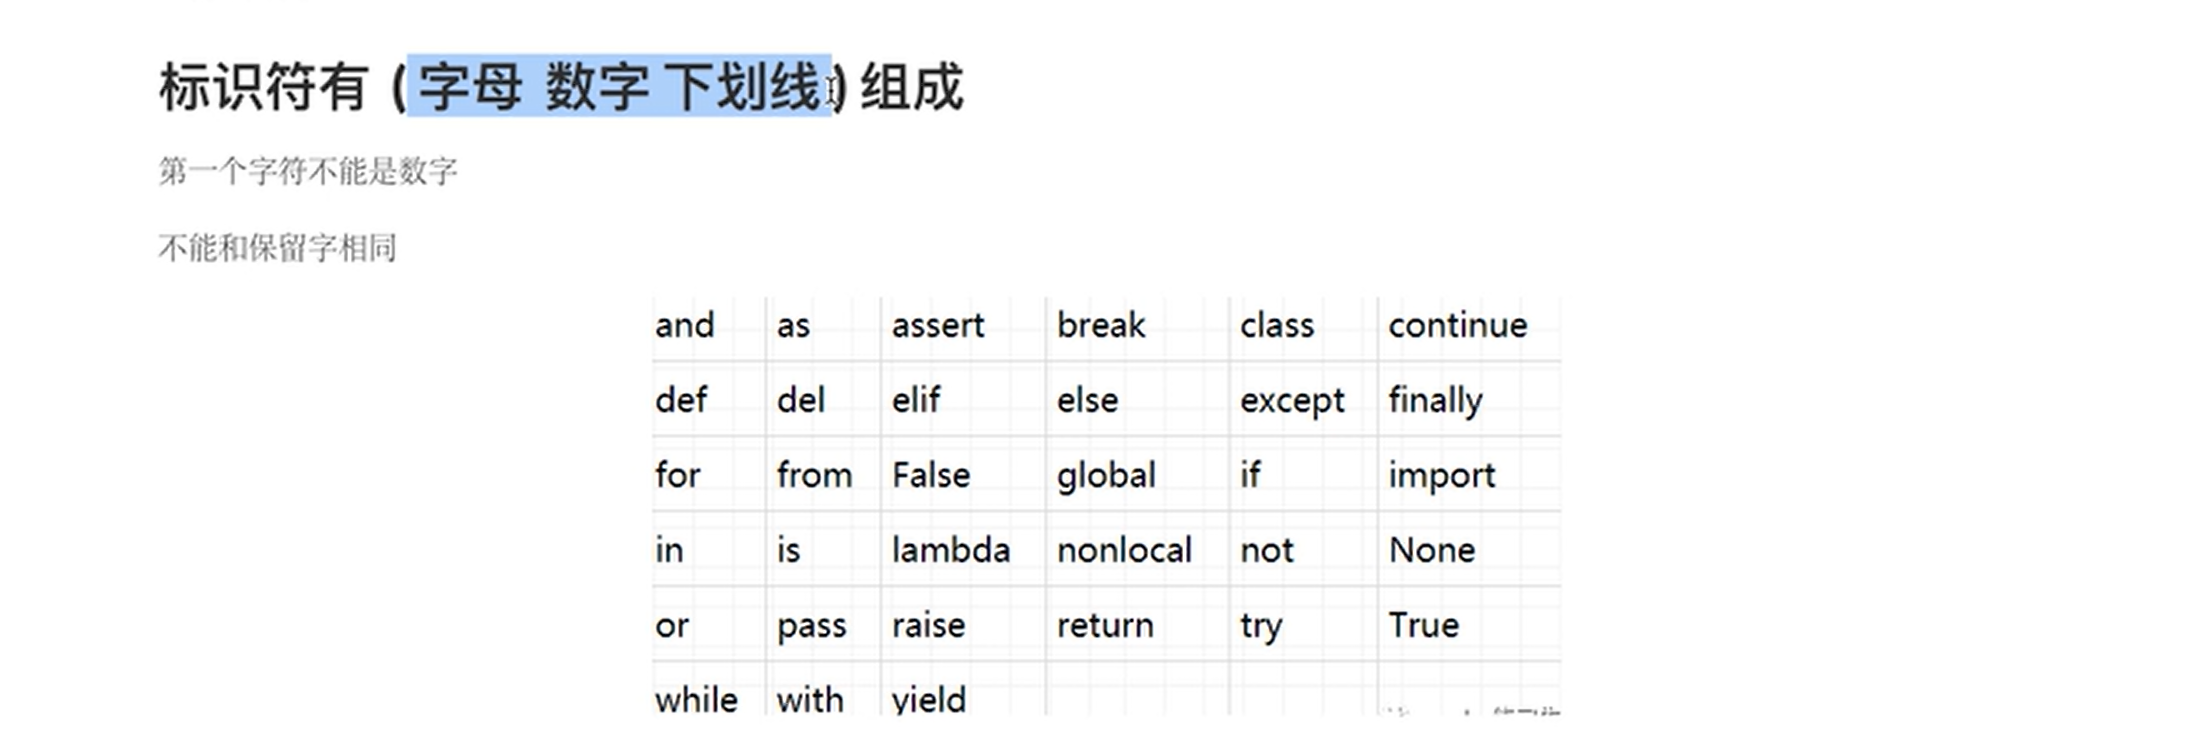 标识符有 ( 字母 数字 下划线 ) 组成
第一个字符不能是数字
不能和保留字相同
and as assert break class continue
def del elif else except finally
for from False global if import
in is lambda nonlocal not None
or pass raise return try True
while with yield